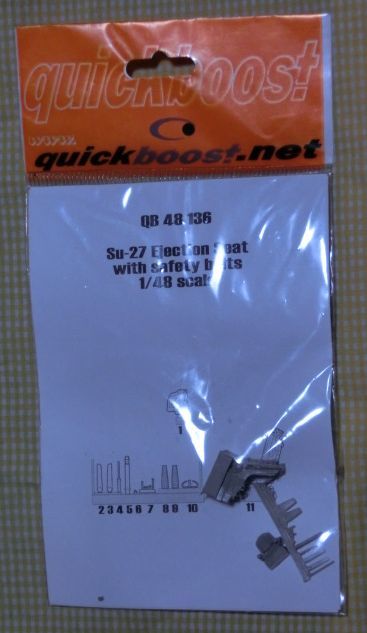 quickboost
www.
quickboost.net
QB 48 136
Su-27 Ejection Seat
with safety belts
1/48 scale
1
2 3 4 5 6 7 8 9 10 11